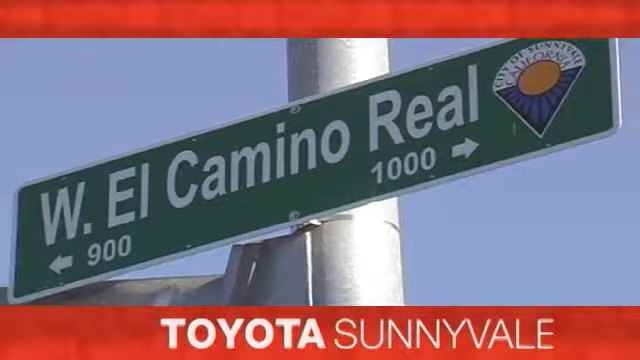 CITY OF SUNNYVALE
CALIFORNIA
W. El Camino Real
← 900
1000 →
TOYOTA SUNNYVALE